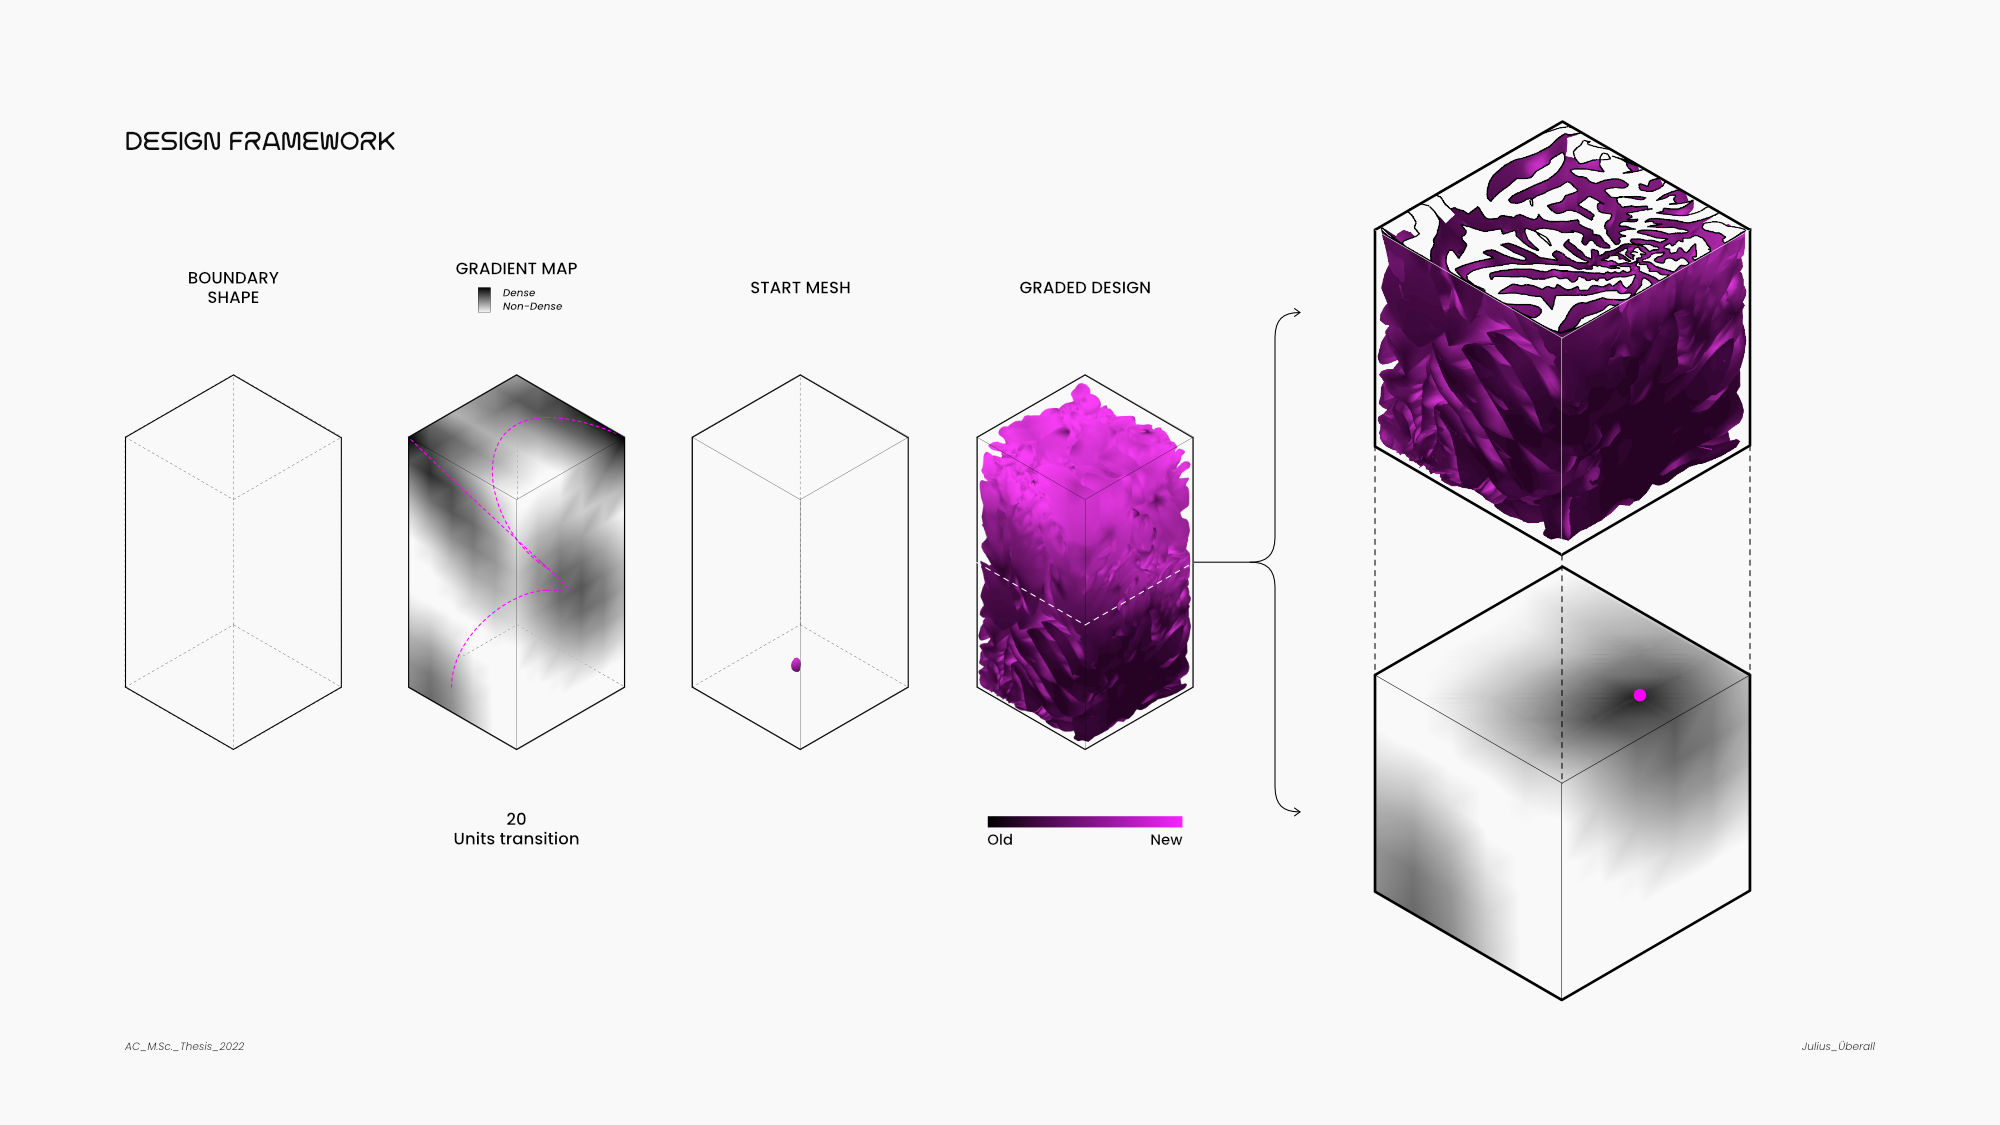 DESIGN FRAMEWORK
BOUNDARY
SHAPE
GRADIENT MAP
Dense
Non-Dense
START MESH
GRADED DESIGN
20
Units transition
Old
New
AC_M.Sc._Thesis_2022
Julius_Überall